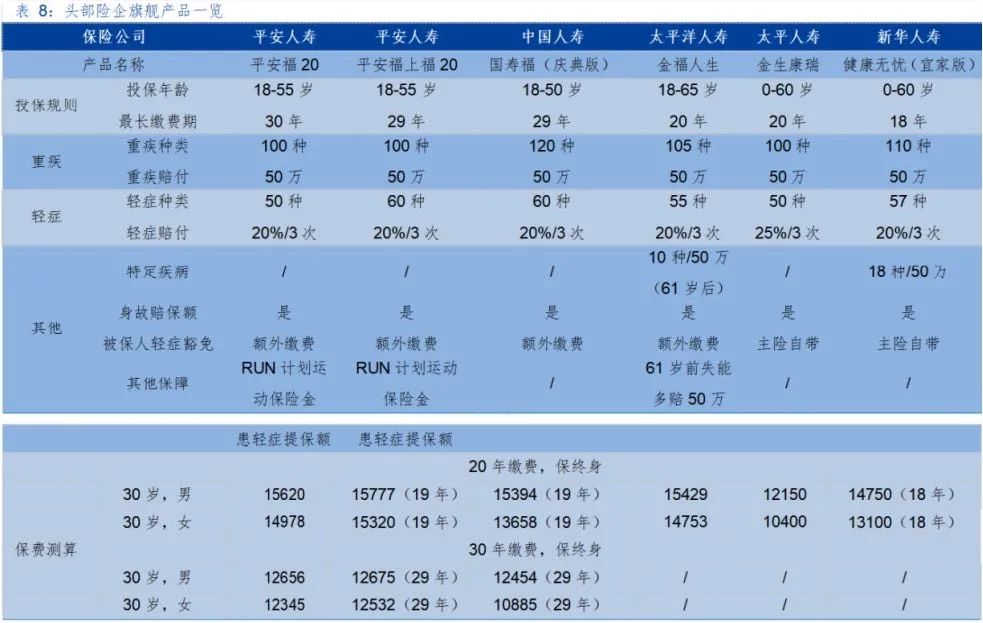 表 8：头部险企旗舰产品一览
保险公司 平安人寿 平安人寿 中国人寿 太平洋人寿 太平人寿 新华人寿
产品名称 平安福 20 平安福上福 20 国寿福（庆典版） 金福人生 金生康瑞 健康无忧（宜家版）
投保规则 投保年龄 18-55 岁 18-55 岁 18-50 岁 18-65 岁 0-60 岁 0-60 岁
最长缴费期 30 年 29 年 29 年 20 年 20 年 18 年
重疾 重疾种类 100 种 100 种 120 种 105 种 100 种 110 种
重疾赔付 50 万 50 万 50 万 50 万 50 万 50 万
轻症 轻症种类 50 种 60 种 60 种 55 种 50 种 57 种
轻症赔付 20%/3 次 20%/3 次 20%/3 次 20%/3 次 25%/3 次 20%/3 次
其他 特定疾病 / / / 10 种/50 万（61 岁后） / 18 种/50 万
身故赔保额 是 是 是 是 是 是
被保人轻症豁免 额外缴费 额外缴费 额外缴费 额外缴费 主险自带 主险自带
其他保障 RUN 计划运动保险金 RUN 计划运动保险金 / 61 岁前失能多赔 50 万 / /
患轻症提保额 患轻症提保额
20 年缴费，保终身
30 岁，男 15620 15777（19 年） 15394（19 年） 15429 12150 14750（18 年）
30 岁，女 14978 15320（19 年） 13658（19 年） 14753 10400 13100（18 年）
保费测算 30 年缴费，保终身
30 岁，男 12656 12675（29 年） 12454（29 年） / / /
30 岁，女 12345 12532（29 年） 10885（29 年） / / /